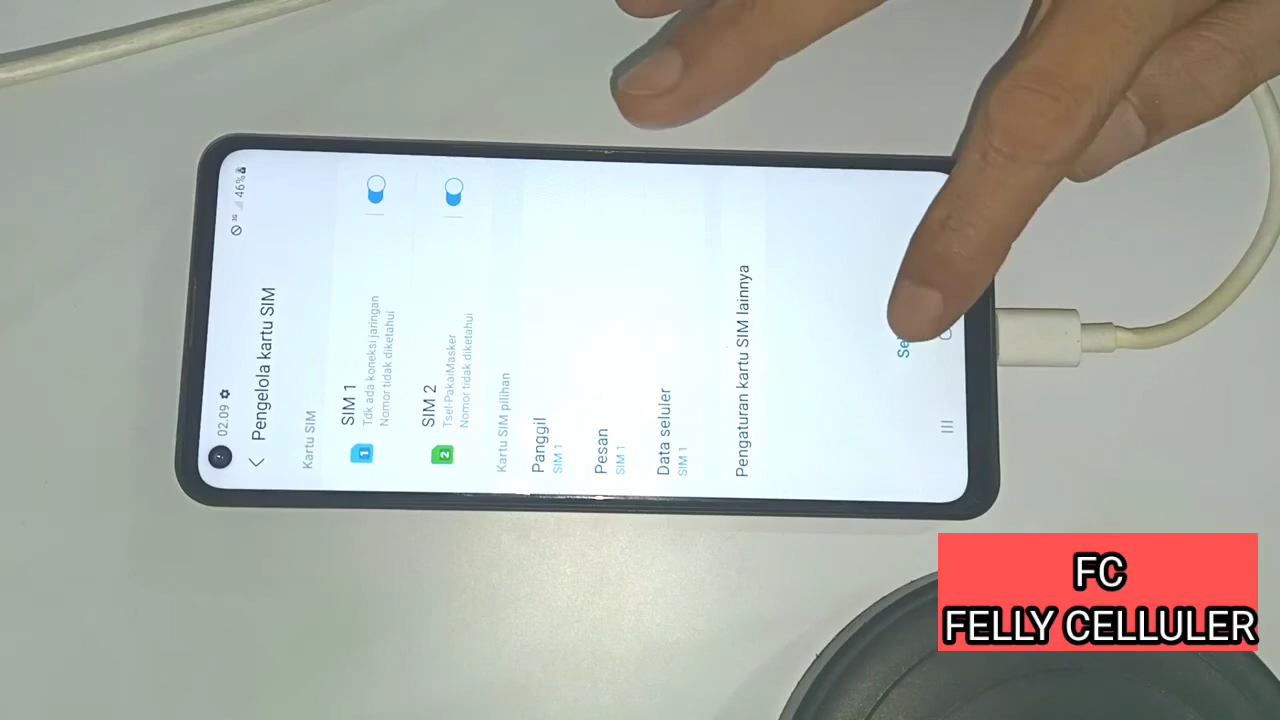 02.09
46%
Pengelola kartu SIM
Kartu SIM
SIM 1
Tdk ada koneksi jaringan
Nomor tidak diketahui
1
SIM 2
Tsel-PakaiMasker
Nomor tidak diketahui
2
Kartu SIM pilihan
Panggil
SIM 1
Pesan
SIM 1
Data seluler
SIM 1
Pengaturan kartu SIM lainnya
FC
FELLY CELLULER